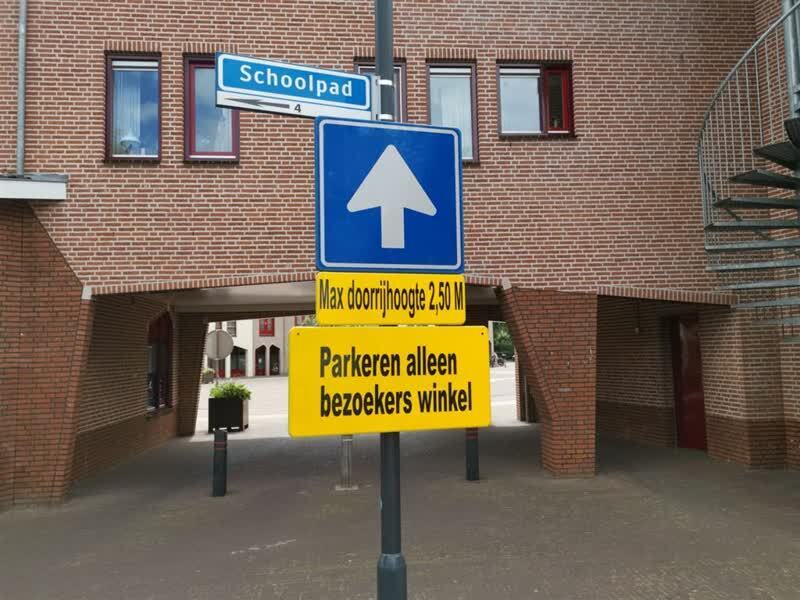 Schoolpad
4
Max doorrijhoogte 2,50 M
Parkeren alleen
bezoekers winkel